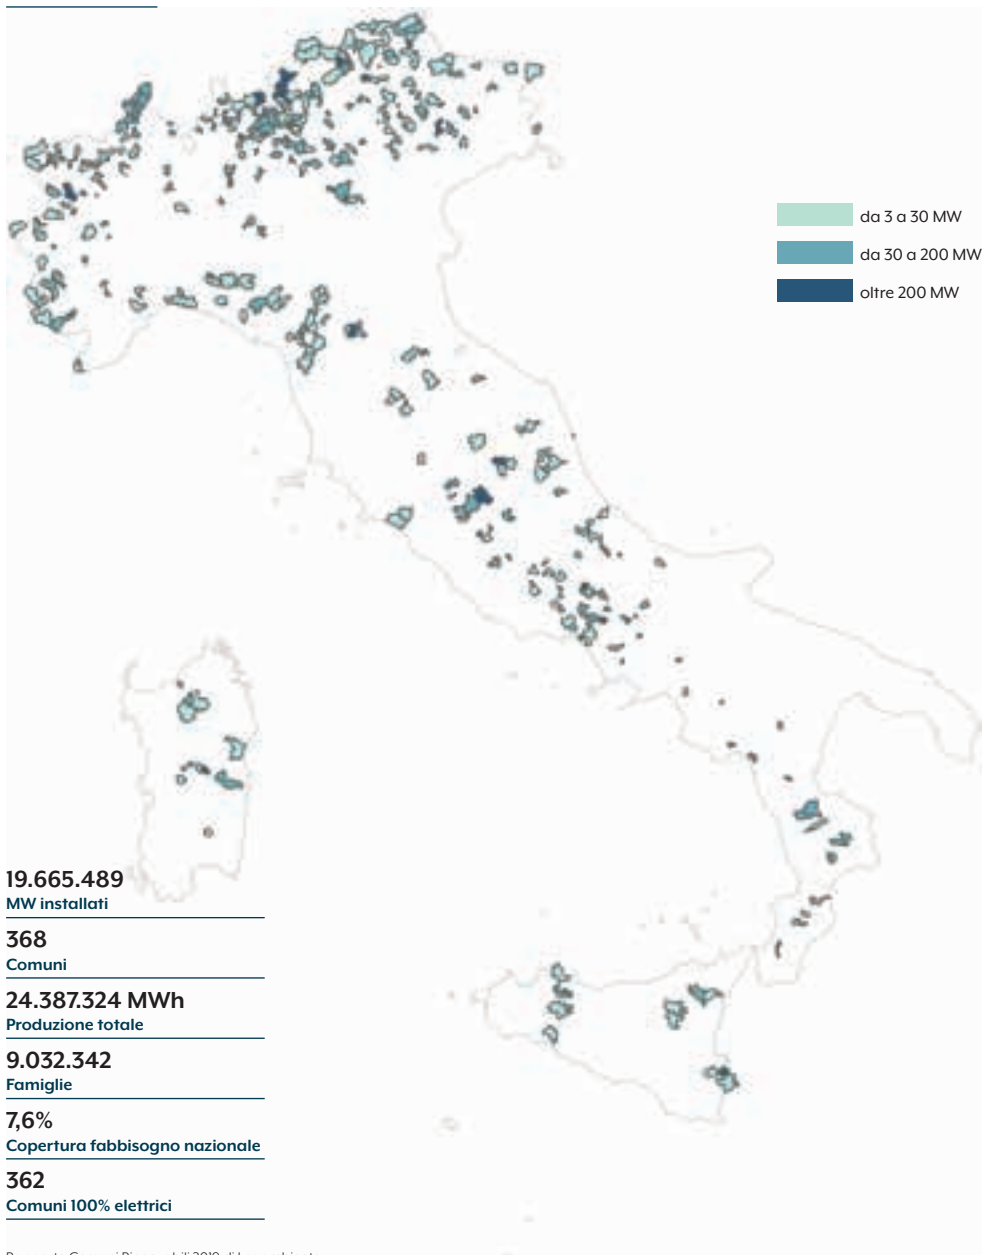 da 3 a 30 MW
da 30 a 200 MW
oltre 200 MW
19.665.489
MW installati
368
Comuni
24.387.324 MWh
Produzione totale
9.032.342
Famiglie
7,6%
Copertura fabbisogno nazionale
362
Comuni 100% elettrici